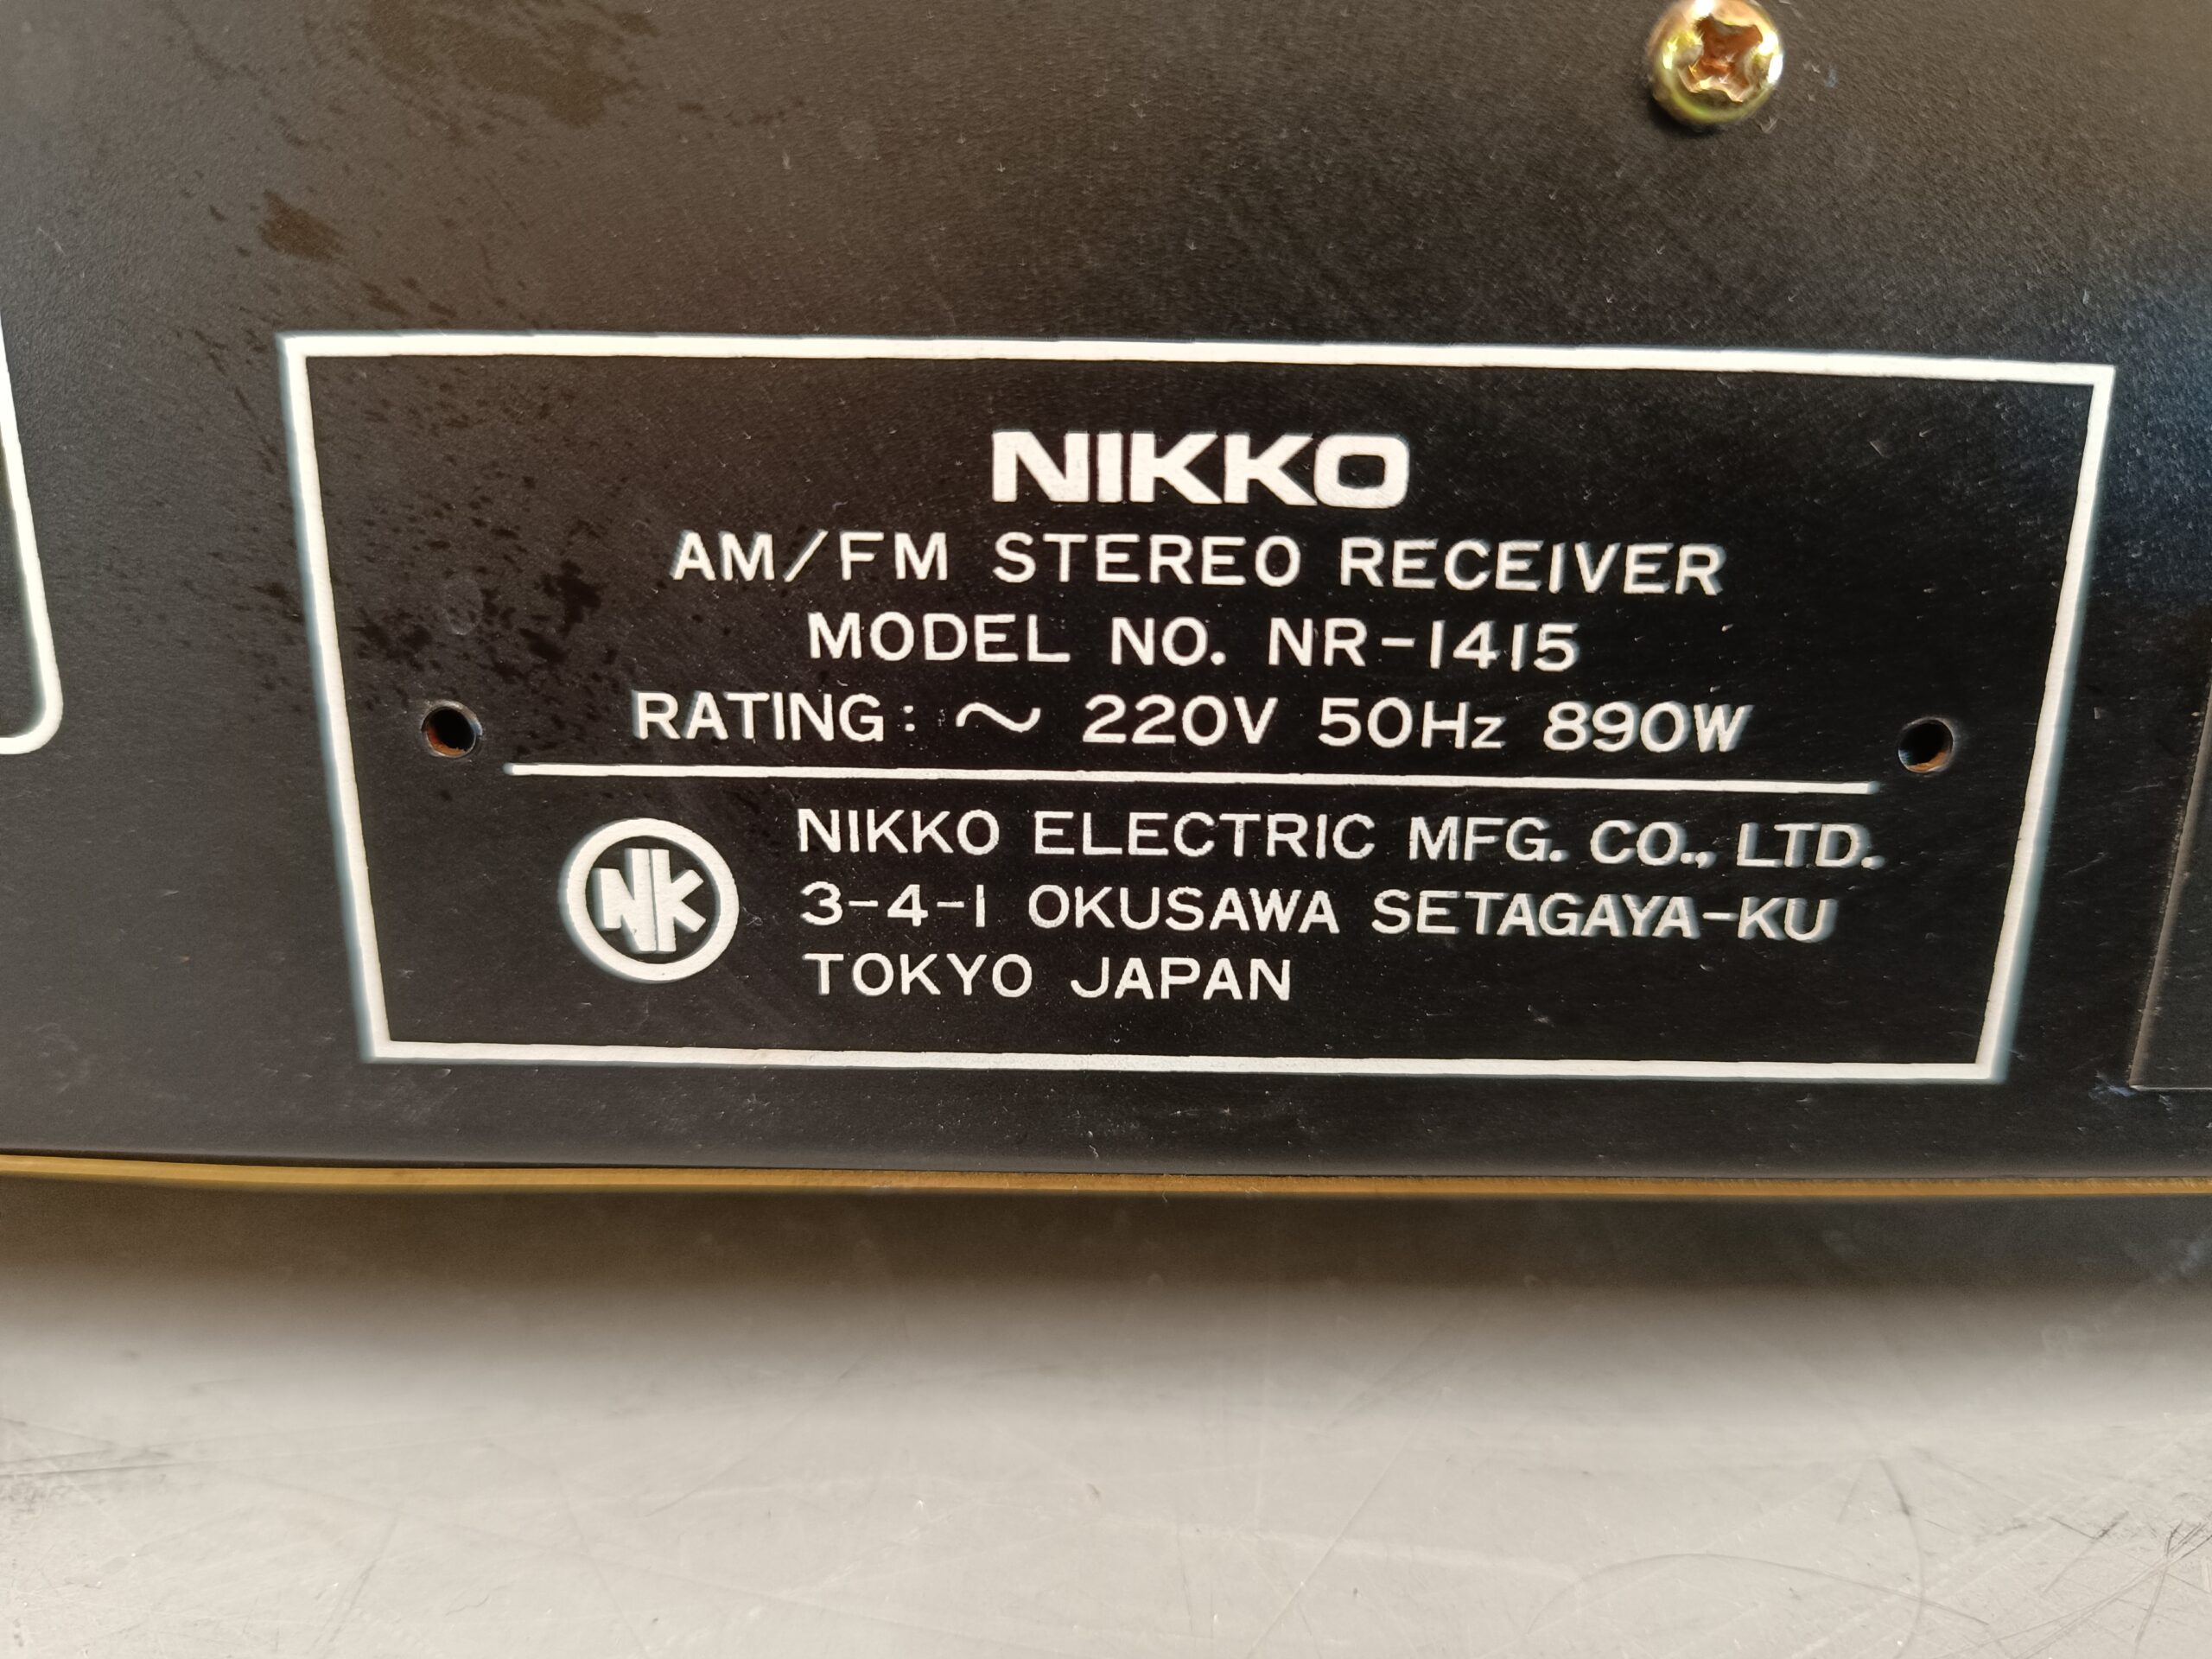 NIKKO
AM/FM STEREO RECEIVER
MODEL NO. NR-1415
RATING: ~ 220V 50Hz 890W
NK
NIKKO ELECTRIC MFG. CO., LTD.
3-4-1 OKUSAWA SETAGAYA-KU
TOKYO JAPAN